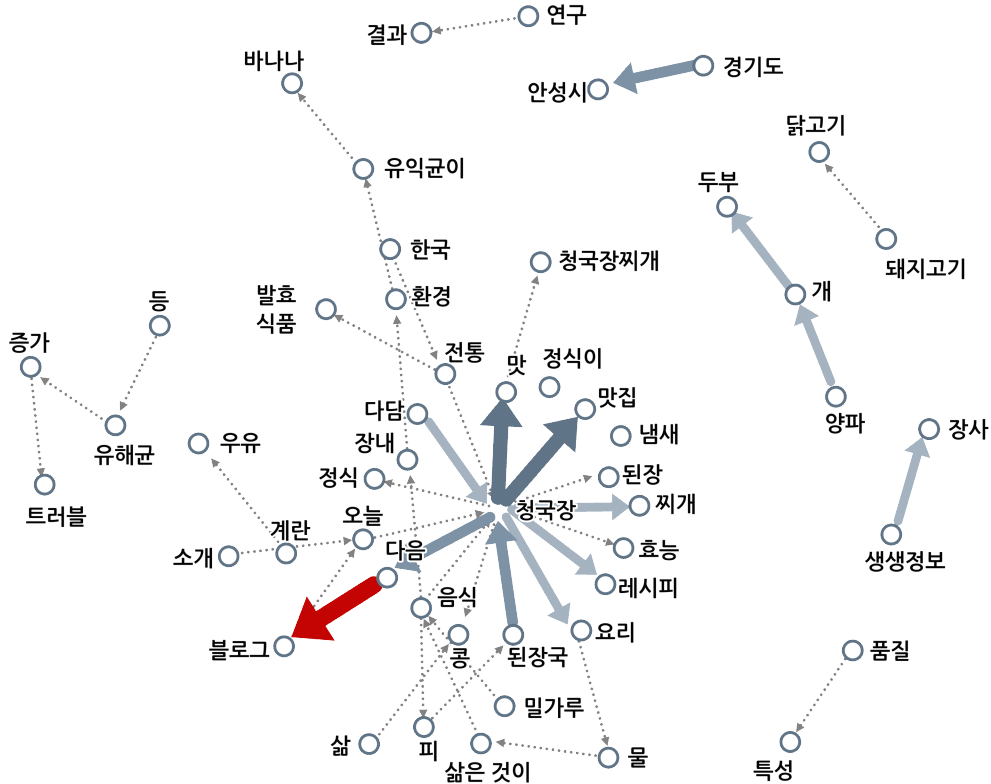 연구
결과
바나나
경기도
안성시
닭고기
유익균이
두부
한국
청국장찌개
돼지고기
발효
식품
환경
개
등
증가
전통
맛
정식이
다담
맛집
양파
냄새
장사
우유
장내
유해균
정식
된장
찌개
트러블
오늘
청국장
계란
소개
다음
효능
생생정보
레시피
음식
블로그
요리
콩
된장국
품질
밀가루
삶
피
삶은 것이
물
특성